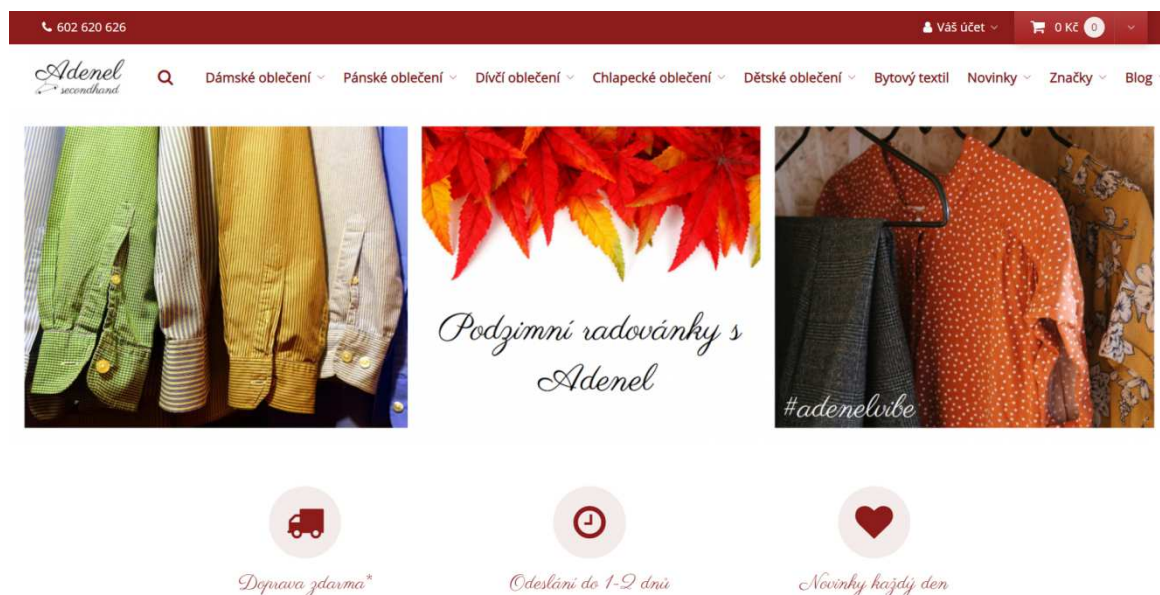 602 620 626
Váš účet
0 Kč 0
Adenel
secondhand
Dámské oblečení Pánské oblečení Dívčí oblečení Chlapecké oblečení Dětské oblečení Bytový textil Novinky Značky Blog
Podzimní radovánky s
Adenel
#adenelvibe
Doprava zdarma*
Odeslání do 1-2 dnů
Novinky každý den